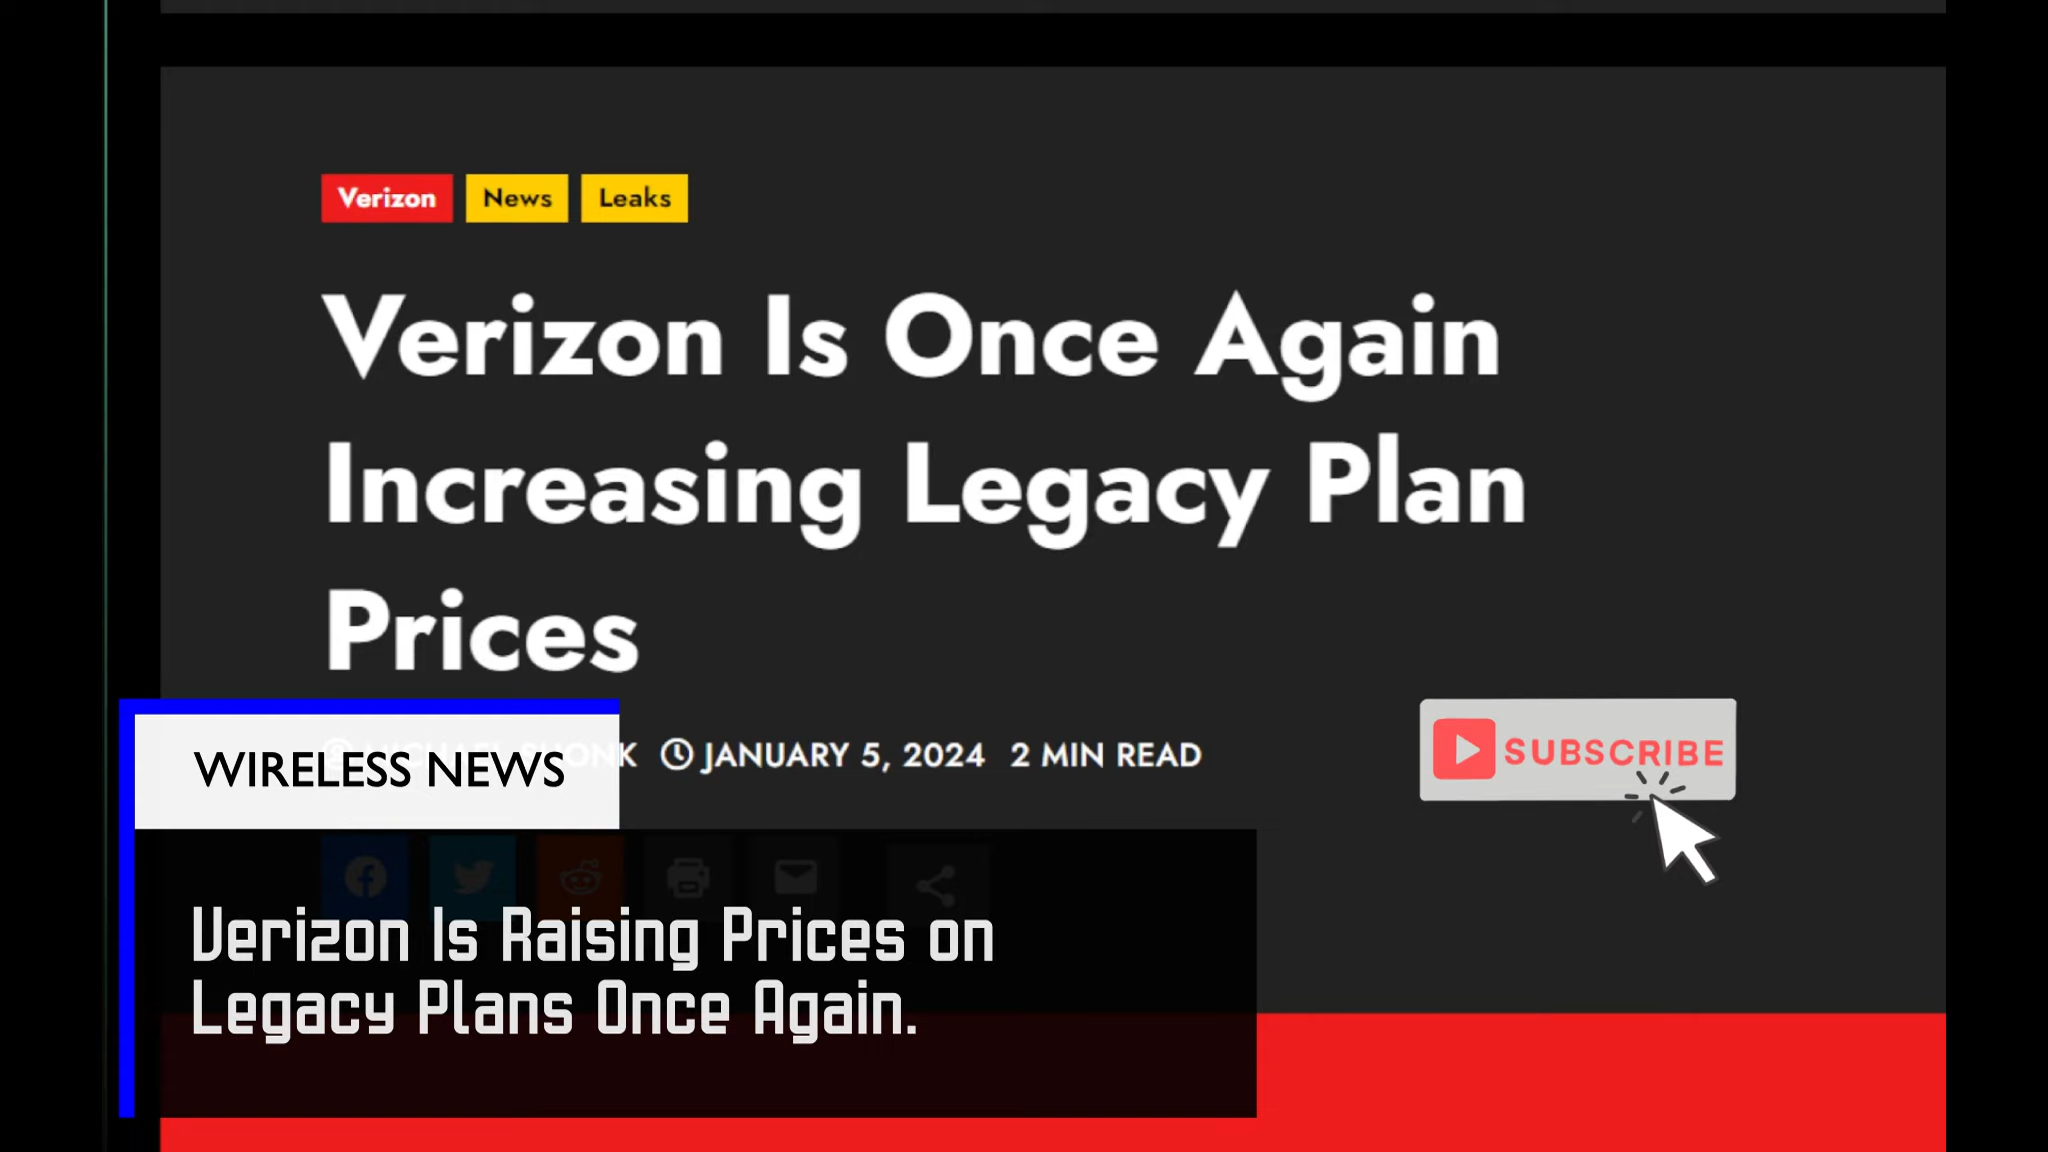 Verizon News Leaks
Verizon Is Once Again
Increasing Legacy Plan
Prices
JANUARY 5, 2024 2 MIN READ
SUBSCRIBE
WIRELESS NEWS
Verizon Is Raising Prices on
Legacy Plans Once Again.